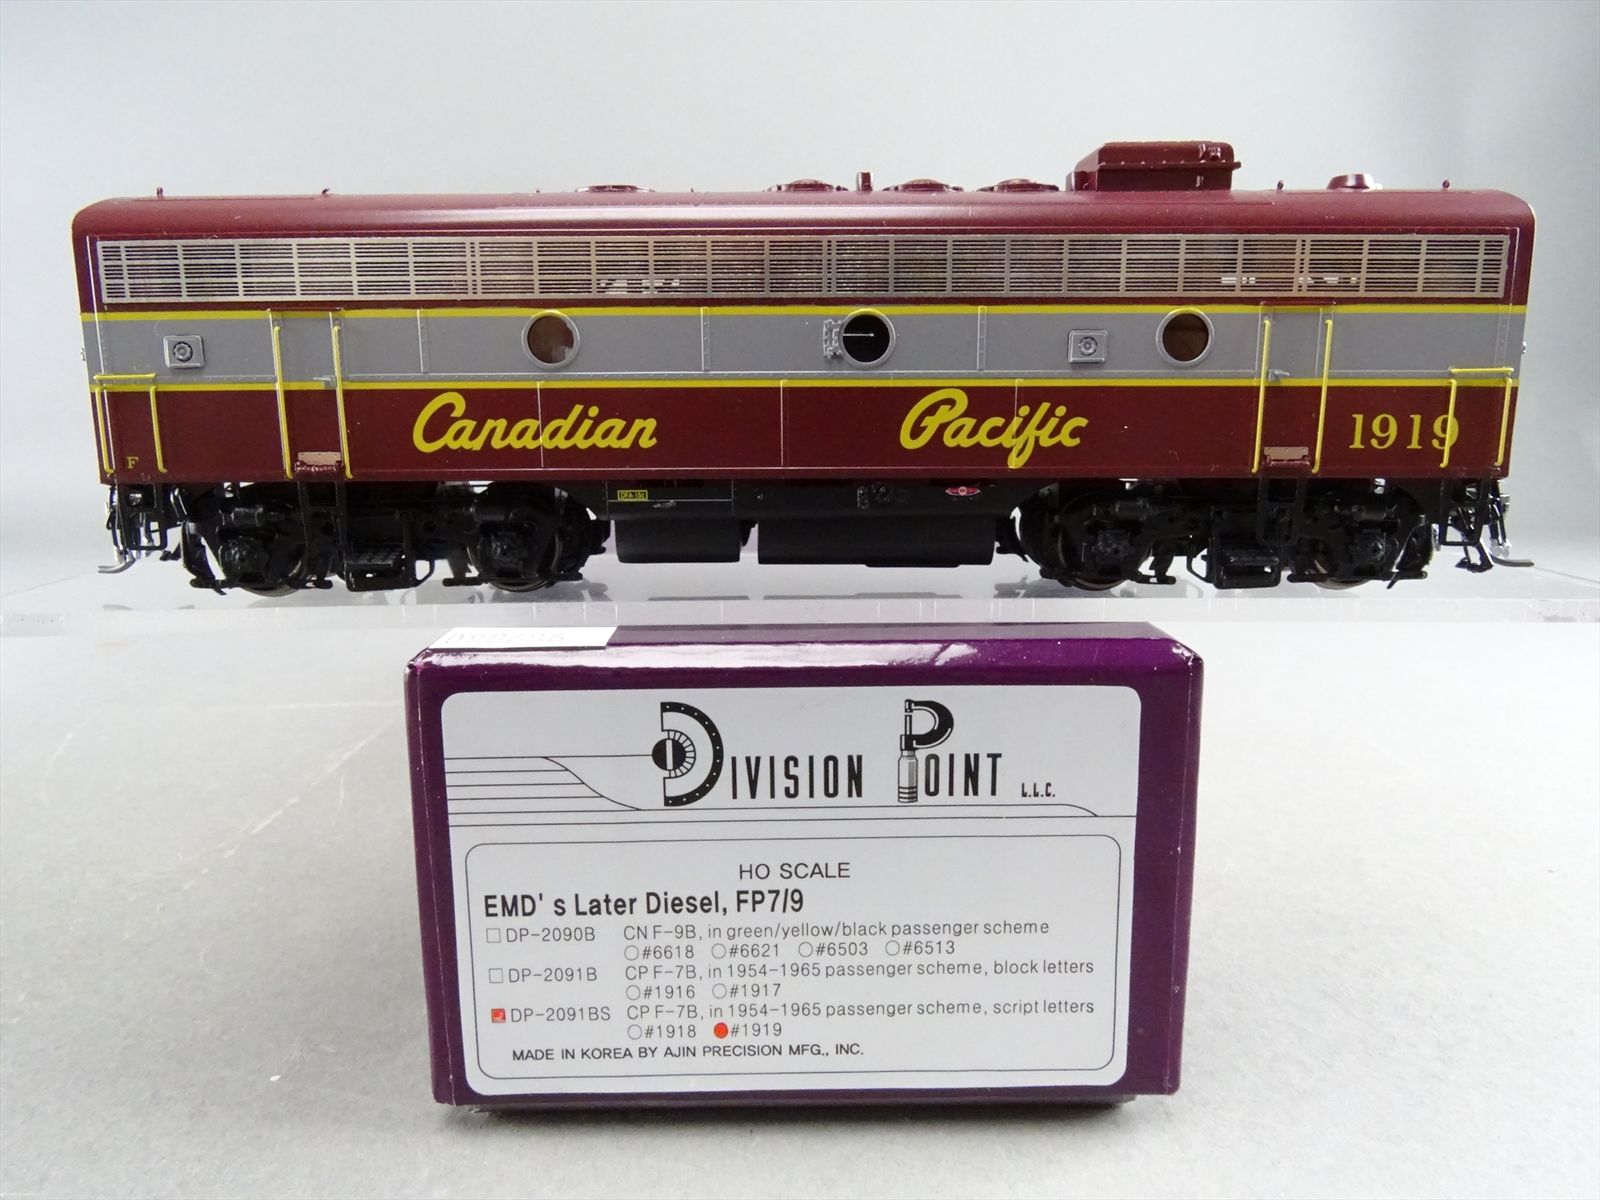 Canadian Pacific 1919
F
DIVISION POINT L.L.C.
HO SCALE
EMD' s Later Diesel, FP7/9
DP-2090B CN F-9B, in green/yellow/black passenger scheme
#6618 #6621 #6503 #6513
DP-2091B CP F-7B, in 1954-1965 passenger scheme, block letters
#1916 #1917
DP-2091BS CP F-7B, in 1954-1965 passenger scheme, script letters
#1918 #1919
MADE IN KOREA BY AJIN PRECISION MFG., INC.